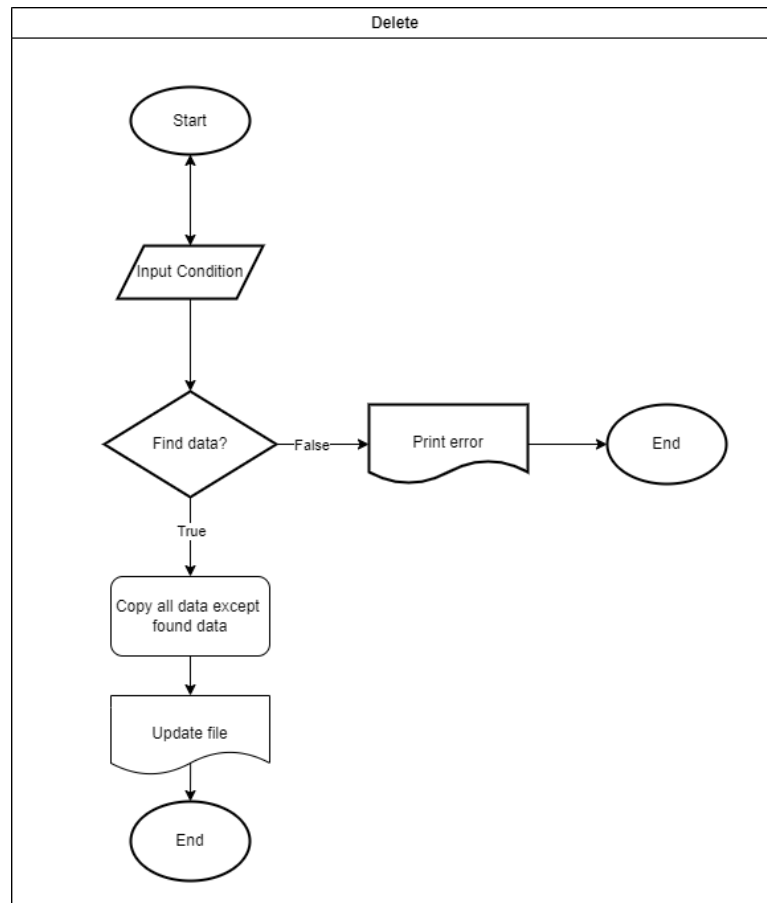 Delete
Start
Input Condition
Find data?
False
Print error
End
True
Copy all data except
found data
Update file
End